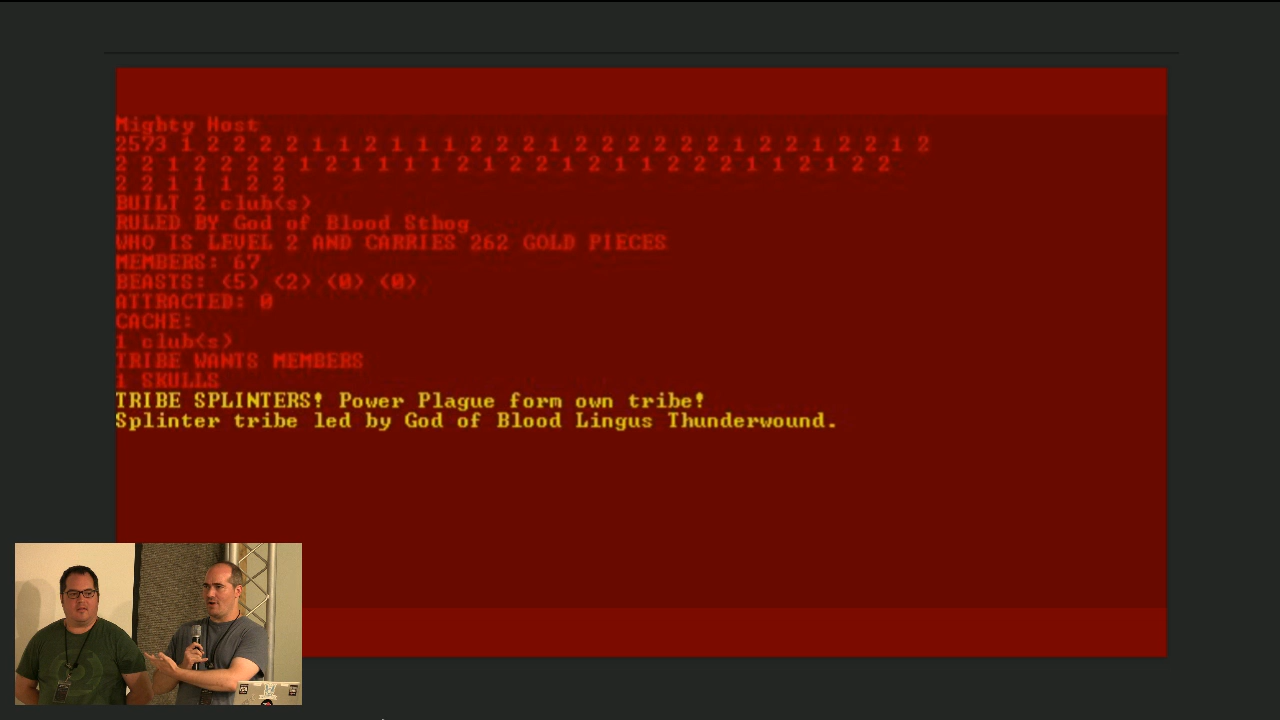 Mighty Host
2573 1 2 2 2 2 1 1 2 1 1 1 2 2 2 1 2 2 2 2 2 2 1 2 2 1 2 2 1 2
2 2 1 2 2 2 2 1 2 1 1 1 1 2 1 2 2 1 2 1 1 2 2 2 1 1 2 1 2 2
2 2 1 1 1 2 2
BUILT 2 club(s)
RULED BY God of Blood Sthog
WHO IS LEVEL 2 AND CARRIES 262 GOLD PIECES
MEMBERS: 67
BEASTS: (5) (2) (0) (0)
ATTRACTED: 0
CACHE:
1 club(s)
TRIBE WANTS MEMBERS
1 SKULLS
TRIBE SPLINTERS! Power Plague form own tribe!
Splinter tribe led by God of Blood Lingus Thunderwound.